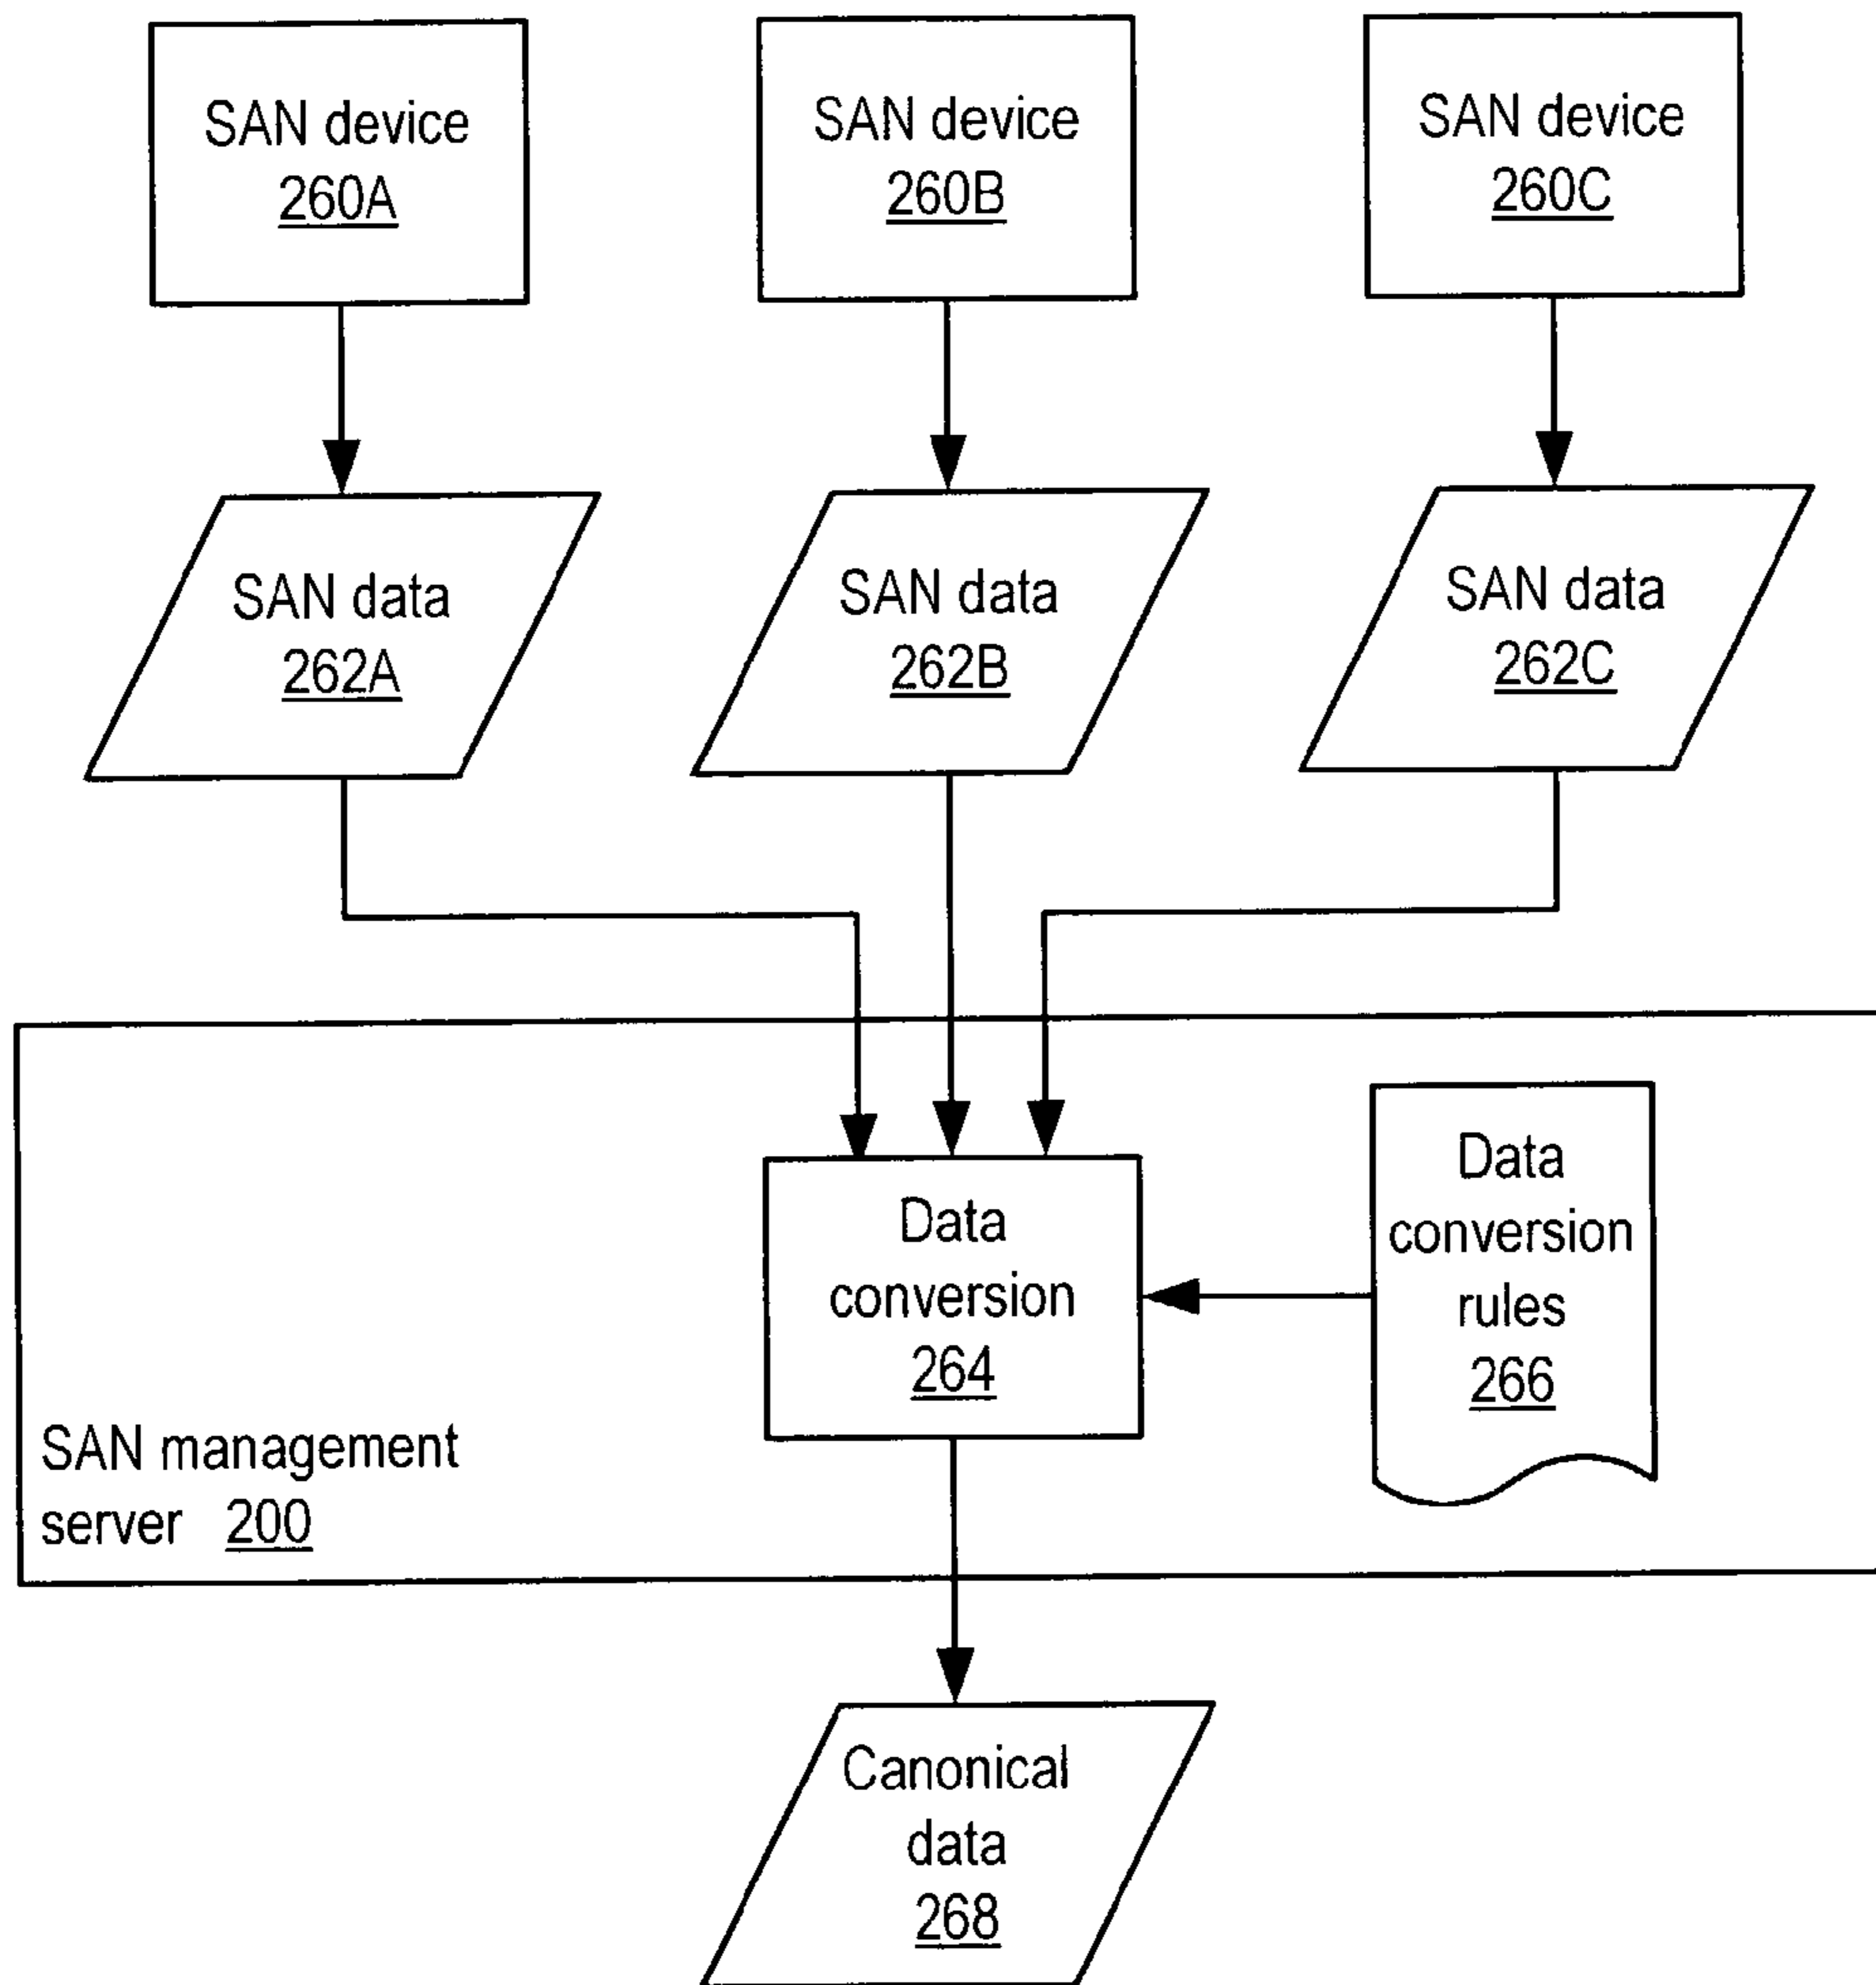 SAN device
260A
SAN device
260B
SAN device
260C
SAN data
262A
SAN data
262B
SAN data
262C
Data
conversion
264
Data
conversion
rules
266
SAN management
server 200
Canonical
data
268